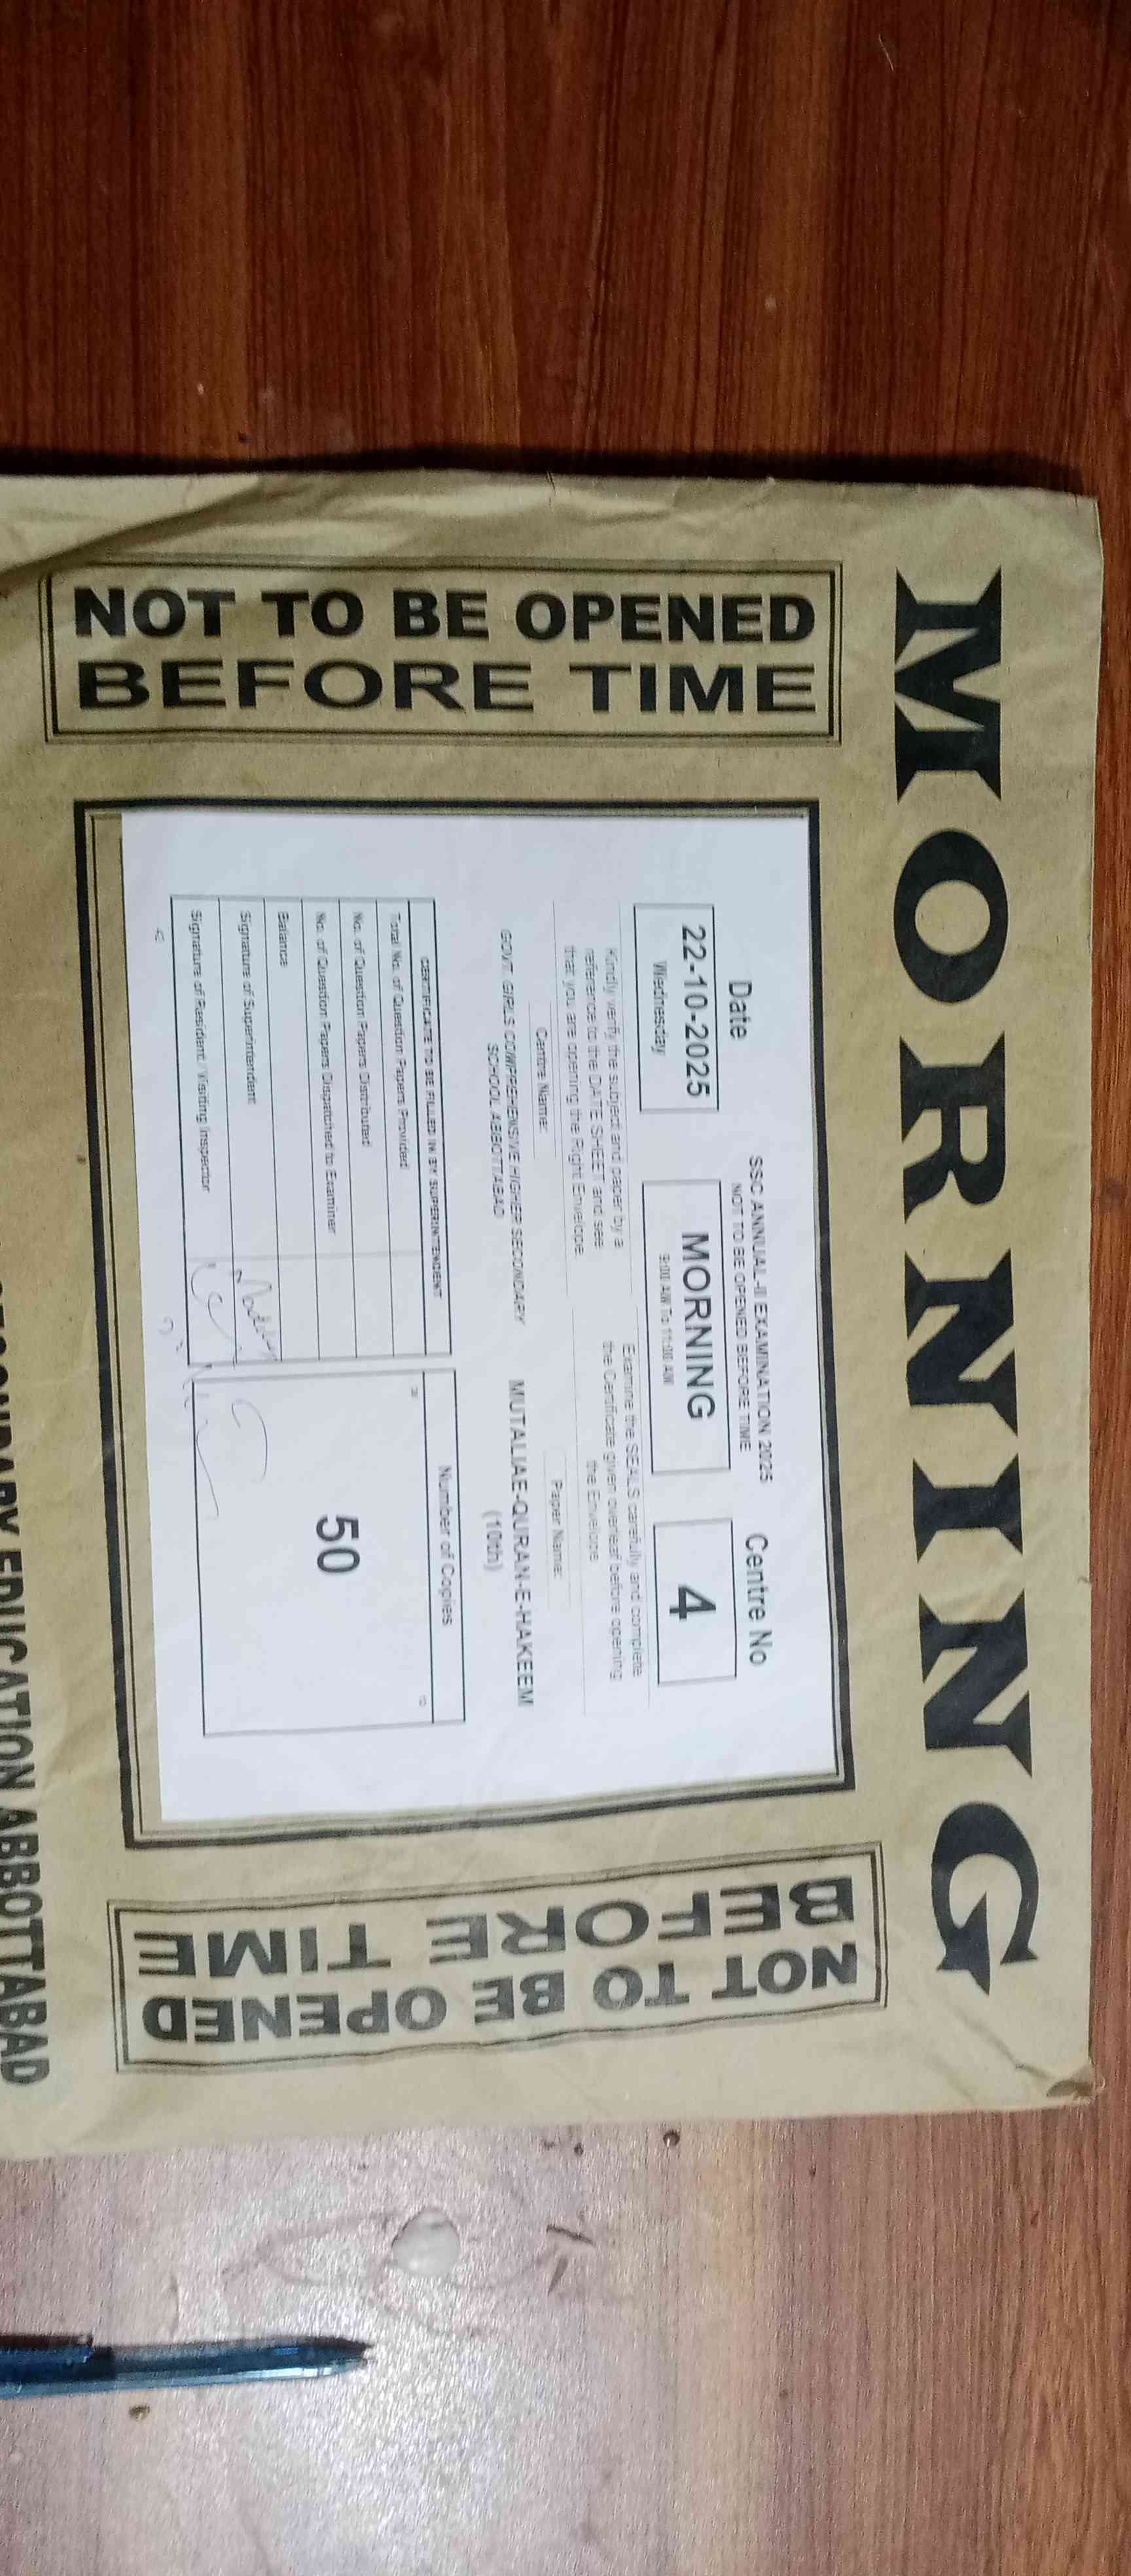 MORNING
NOT TO BE OPENED
BEFORE TIME
SSC ANNUAL-II EXAMINATION 2025
NOT TO BE OPENED BEFORE TIME
Date
22-10-2025
Wednesday
MORNING
9:00 AM To 11:00 AM
Centre No
4
Kindly verify the subject and paper by a
reference to the DATE SHEET and see
that you are opening the Right Envelope
Examine the SEALS carefully and complete
the Certificate given overleaf before opening
the Envelope
Centre Name:
GOVT. GIRLS COMPREHENSIVE HIGHER SECONDARY
SCHOOL ABBOTTABAD
Paper Name:
MUTALIAE-QURAN-E-HAKEEM
(10th)
CERTIFICATE TO BE FILLED IN BY SUPERINTENDENT
Total No. of Question Papers Provided
No. of Question Papers Distributed
No. of Question Papers Dispatched to Examiner
Balance
Signature of Superintendent
Signature of Resident / Visiting Inspector
Number of Copies
50
NOT TO BE OPENED
BEFORE TIME
SECONDARY EDUCATION ABBOTTABAD